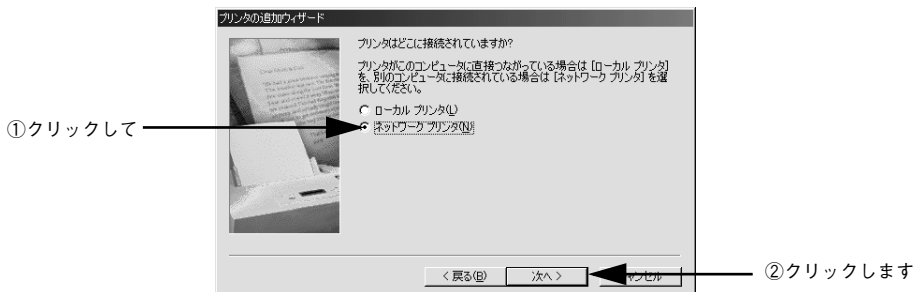 プリンタの追加ウィザード
プリンタはどこに接続されていますか?
プリンタがこのコンピュータに直接つながっている場合は [ローカル プリンタ]
を、別のコンピュータに接続されている場合は [ネットワーク プリンタ] を選
択してください。
ローカル プリンタ(L)
①クリックして
ネットワーク プリンタ(N)
< 戻る(B)
次へ >
キャンセル
②クリックします